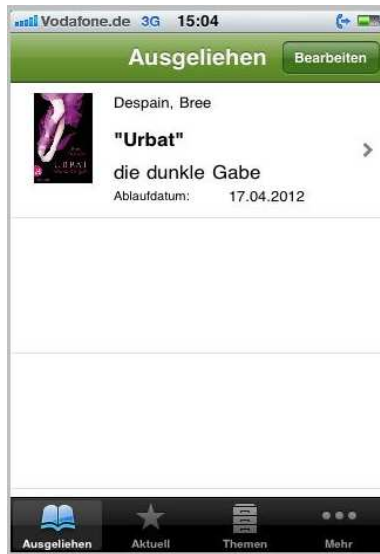 Vodafone.de 3G 15:04
Ausgeliehen Bearbeiten
Despain, Bree
"Urbat"
die dunkle Gabe
Ablaufdatum: 17.04.2012
URBAT
Ausgeliehen Aktuell Themen Mehr